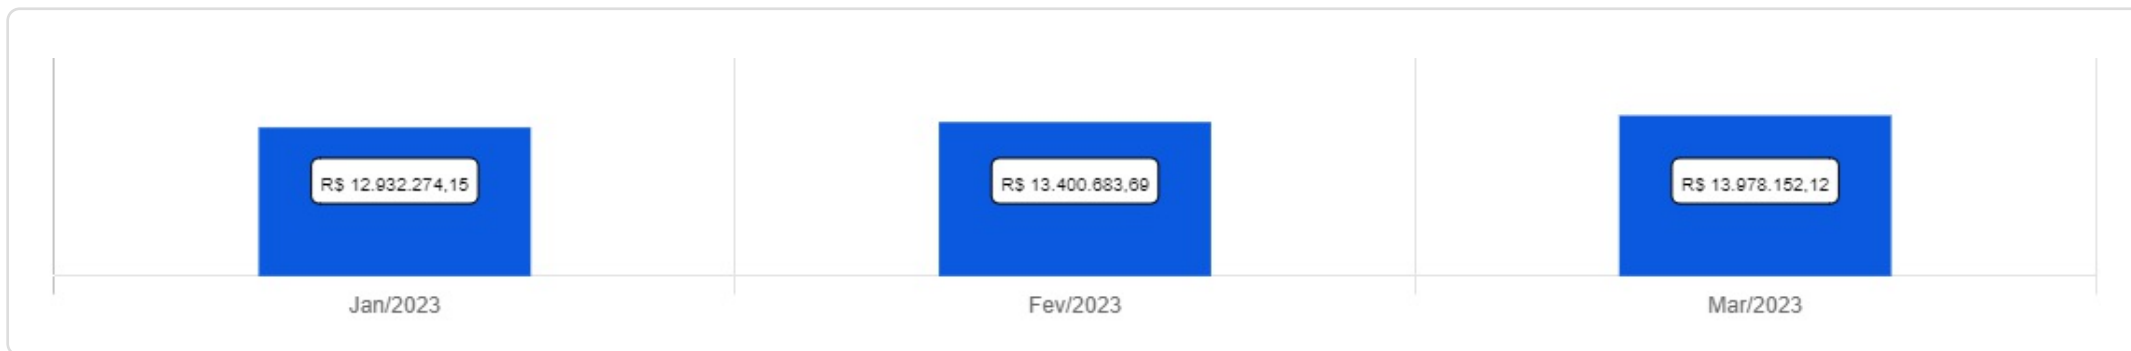 R$ 12.932.274,15
R$ 13.400.683,69
R$ 13.978.152,12
Jan/2023
Fev/2023
Mar/2023